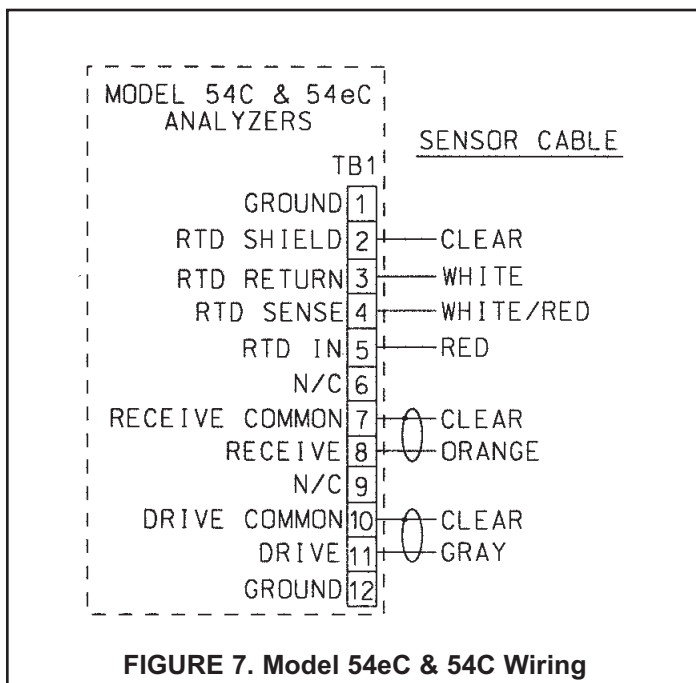 MODEL 54C & 54eC
ANALYZERS
SENSOR CABLE
TB1
GROUND 1
RTD SHIELD 2 CLEAR
RTD RETURN 3 WHITE
RTD SENSE 4 WHITE/RED
RTD IN 5 RED
N/C 6
RECEIVE COMMON 7 CLEAR
RECEIVE 8 ORANGE
N/C 9
DRIVE COMMON 10 CLEAR
DRIVE 11 GRAY
GROUND 12
FIGURE 7. Model 54eC & 54C Wiring